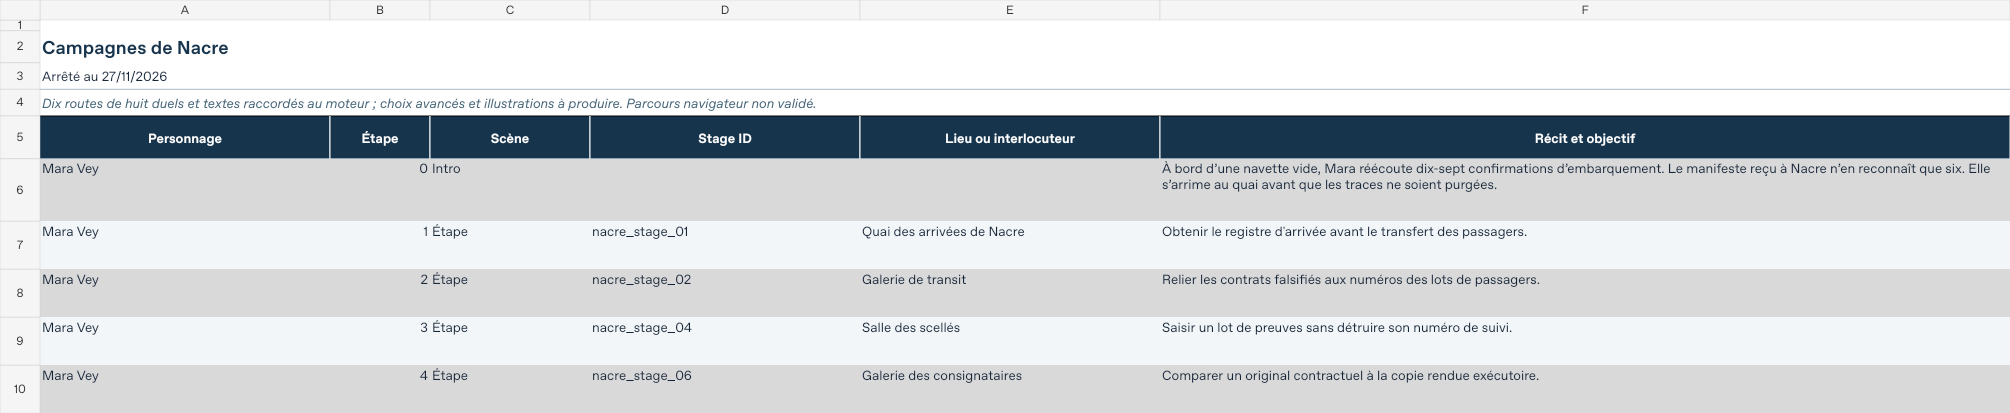 A B C D E F
1
2 Campagnes de Nacre
3 Arrêté au 27/11/2026
4 Dix routes de huit duels et textes raccordés au moteur ; choix avancés et illustrations à produire. Parcours navigateur non validé.
5 Personnage Étape Scène Stage ID Lieu ou interlocuteur Récit et objectif
6 Mara Vey 0 Intro À bord d’une navette vide, Mara réécoute dix-sept confirmations d’embarquement. Le manifeste reçu à Nacre n’en reconnaît que six. Elle
s’arrime au quai avant que les traces ne soient purgées.
7 Mara Vey 1 Étape nacre_stage_01 Quai des arrivées de Nacre Obtenir le registre d'arrivée avant le transfert des passagers.
8 Mara Vey 2 Étape nacre_stage_02 Galerie de transit Relier les contrats falsifiés aux numéros des lots de passagers.
9 Mara Vey 3 Étape nacre_stage_04 Salle des scellés Saisir un lot de preuves sans détruire son numéro de suivi.
10 Mara Vey 4 Étape nacre_stage_06 Galerie des consignataires Comparer un original contractuel à la copie rendue exécutoire.